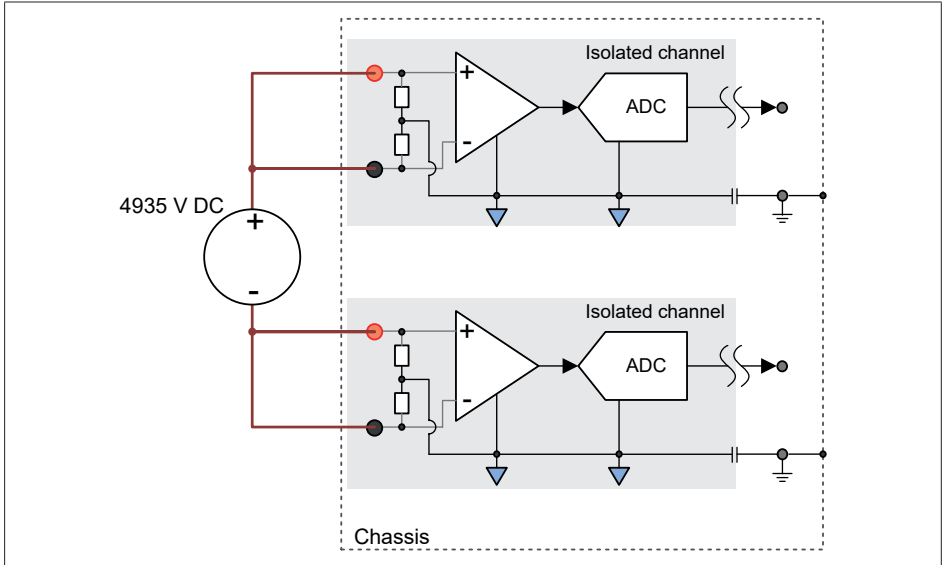 Isolated channel
+
ADC
-
4935 V DC
+
-
Isolated channel
+
ADC
-
Chassis